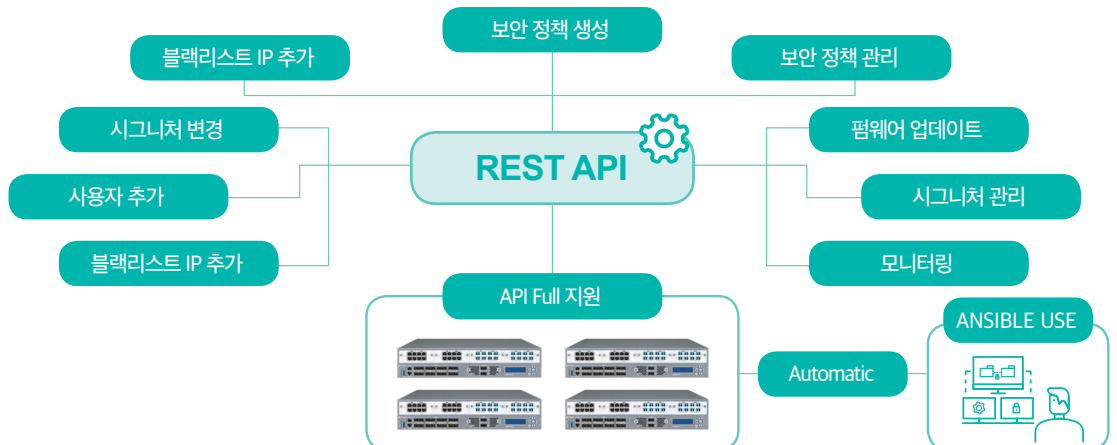 보안 정책 생성
블랙리스트 IP 추가
보안 정책 관리
시그니처 변경
펌웨어 업데이트
REST API
사용자 추가
시그니처 관리
블랙리스트 IP 추가
모니터링
API Full 지원
ANSIBLE USE
Automatic